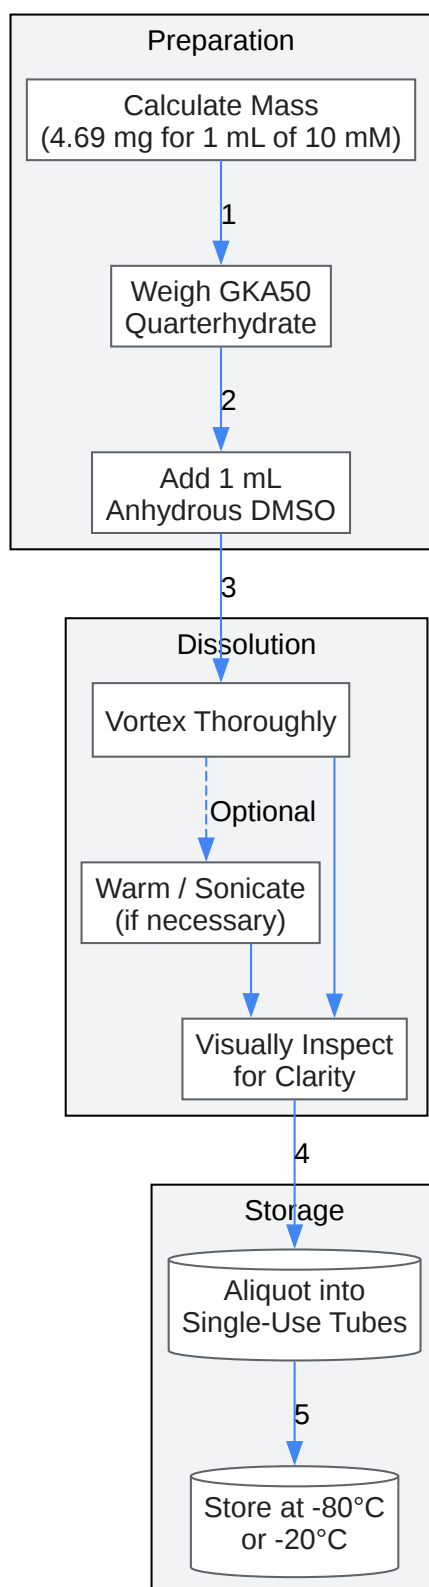 Preparation
Calculate Mass
(4.69 mg for 1 mL of 10 mM)
1
Weigh GKA50
Quarterhydrate
2
Add 1 mL
Anhydrous DMSO
3
Dissolution
Vortex Thoroughly
Optional
Warm / Sonicate
(if necessary)
Visually Inspect
for Clarity
4
Storage
Aliquot into
Single-Use Tubes
5
Store at -80°C
or -20°C